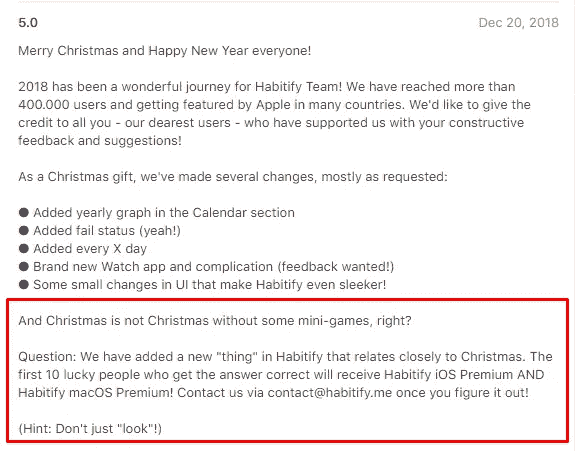 5.0 Dec 20, 2018
Merry Christmas and Happy New Year everyone!
2018 has been a wonderful journey for Habitify Team! We have reached more than
400.000 users and getting featured by Apple in many countries. We'd like to give the
credit to all you - our dearest users - who have supported us with your constructive
feedback and suggestions!
As a Christmas gift, we've made several changes, mostly as requested:
● Added yearly graph in the Calendar section
● Added fail status (yeah!)
● Added every X day
● Brand new Watch app and complication (feedback wanted!)
● Some small changes in UI that make Habitify even sleeker!
And Christmas is not Christmas without some mini-games, right?
Question: We have added a new "thing" in Habitify that relates closely to Christmas. The
first 10 lucky people who get the answer correct will receive Habitify iOS Premium AND
Habitify macOS Premium! Contact us via contact@habitify.me once you figure it out!
(Hint: Don't just "look"!)